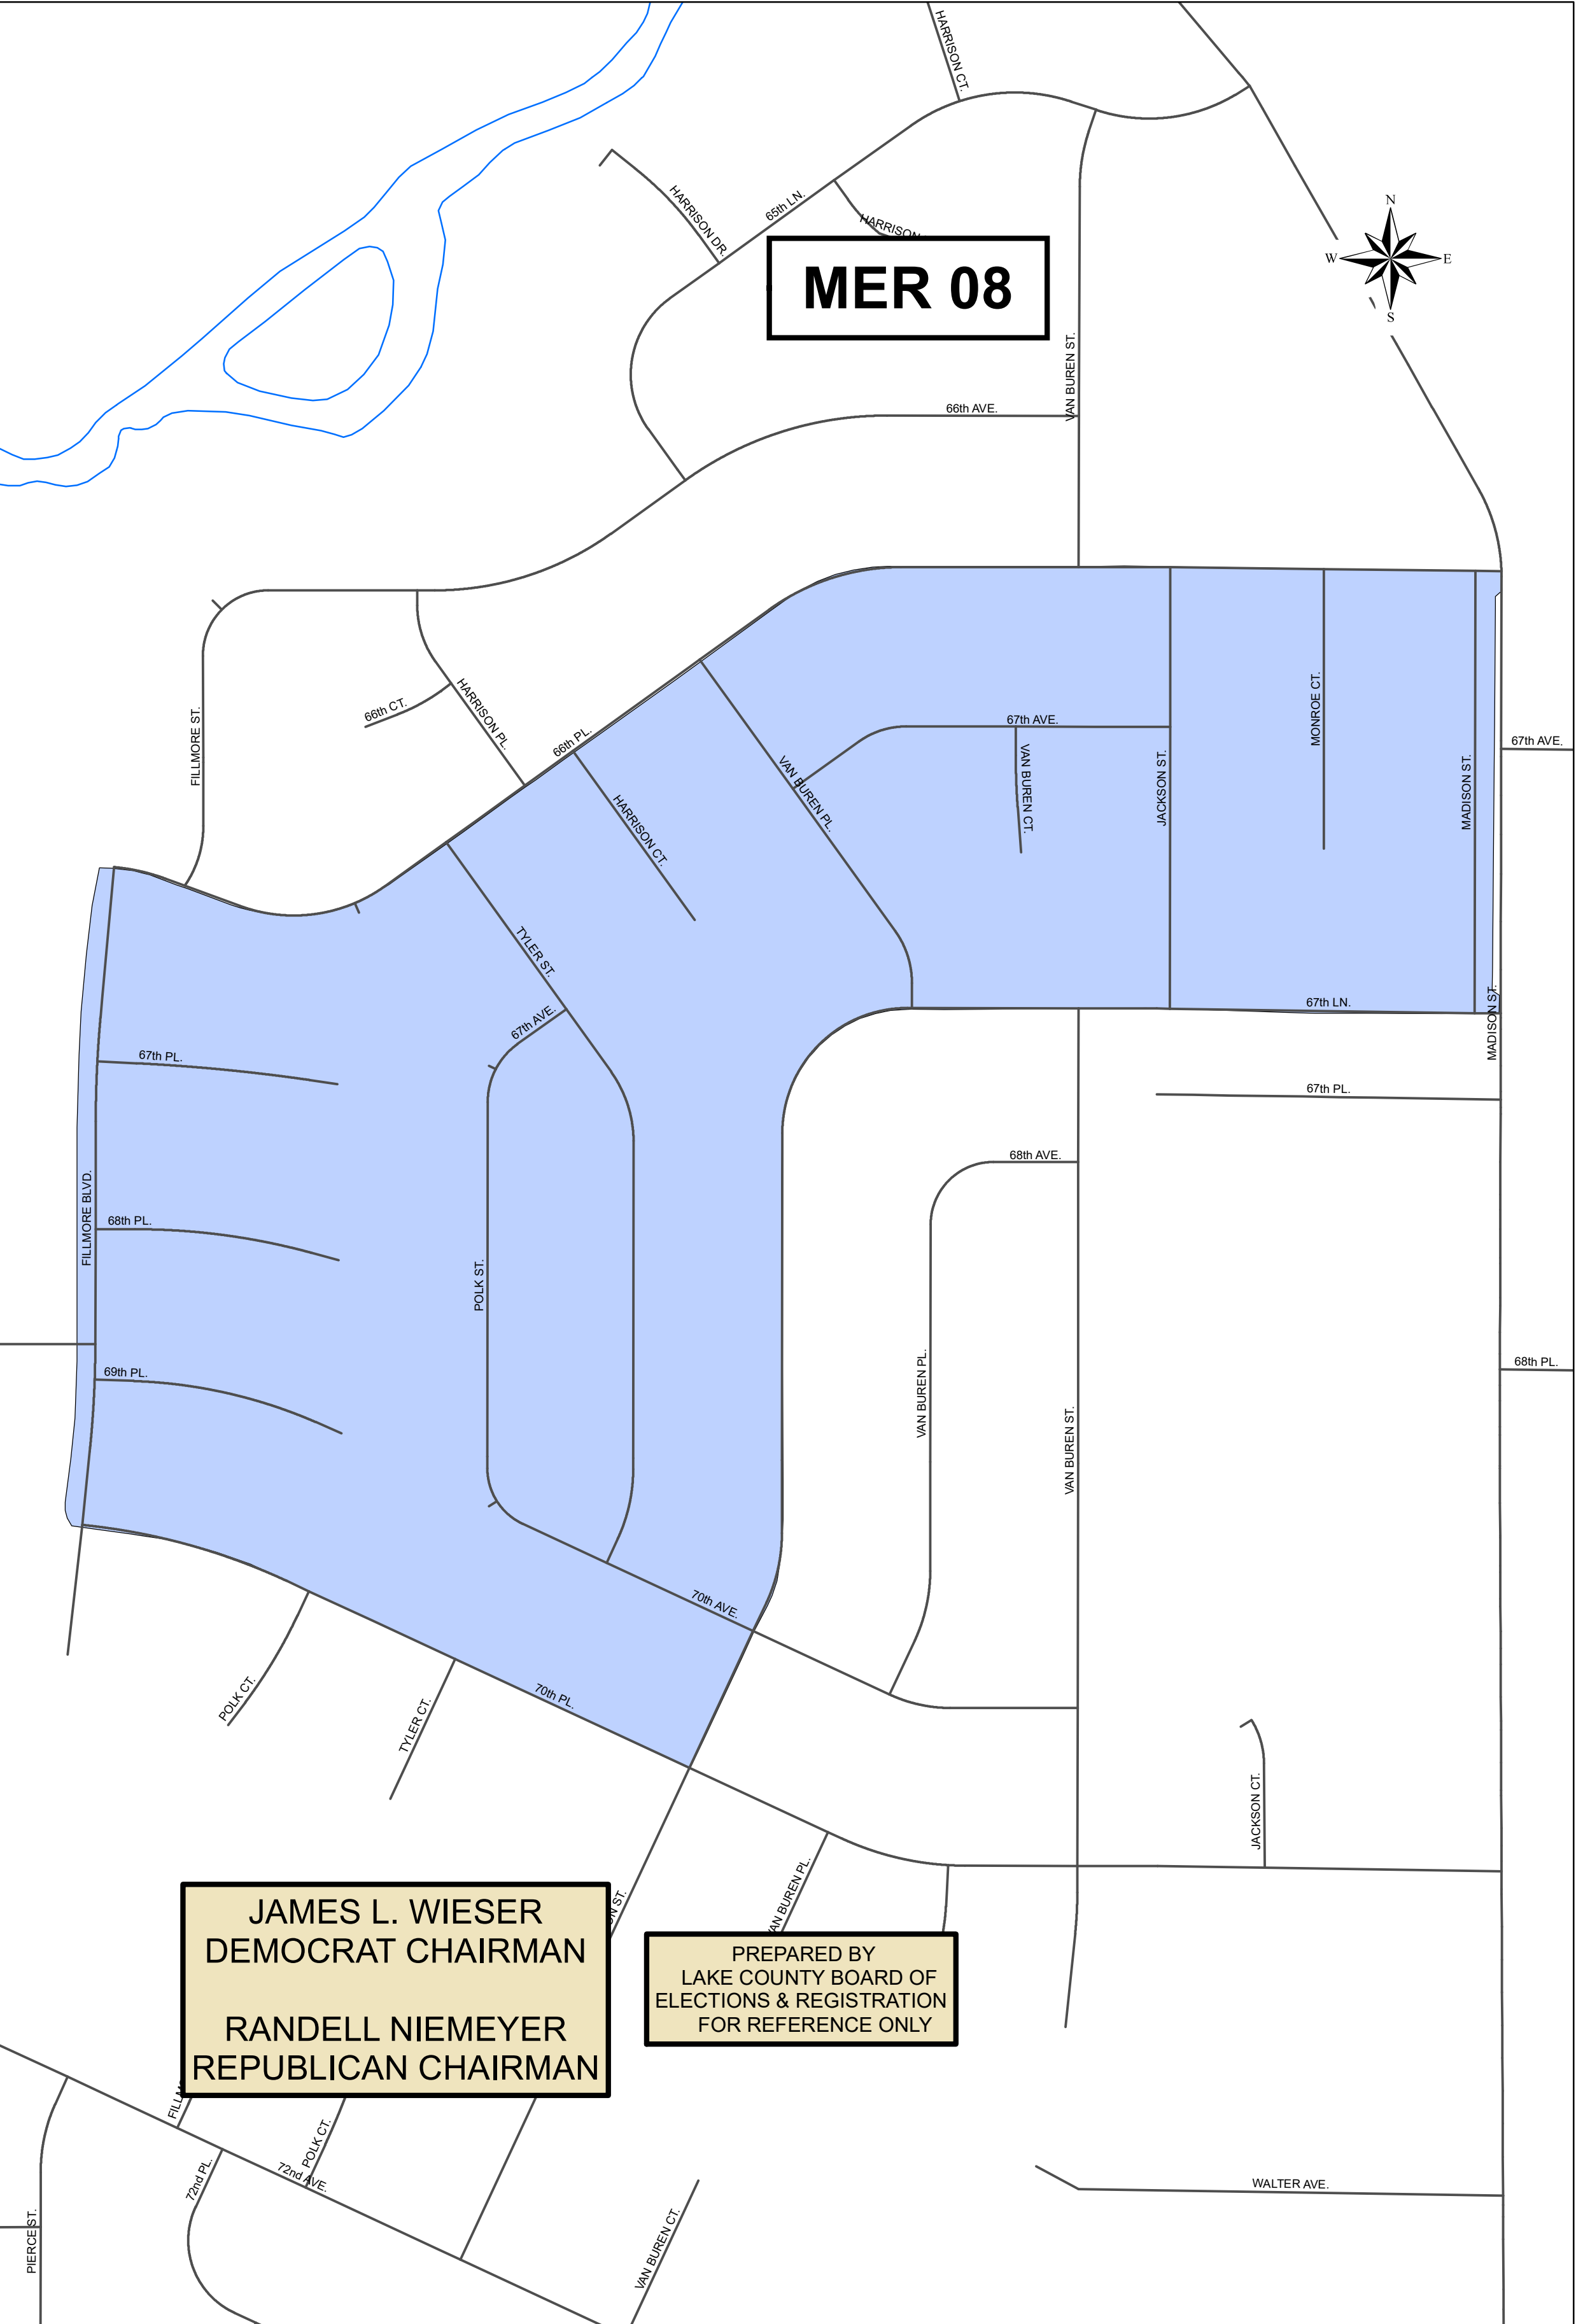 HARRISON CT.
N
W
E
S
HARRISON DR.
65th LN.
HARRISON
MER 08
VAN BUREN ST.
66th AVE.
66th CT.
HARRISON PL.
FILLMORE ST.
66th PL.
MONROE CT.
67th AVE.
67th AVE.
VAN BUREN CT.
VAN BUREN PL.
JACKSON ST.
MADISON ST.
HARRISON CT.
TYLER ST.
67th AVE.
67th LN.
MADISON ST.
67th PL.
67th PL.
68th AVE.
FILLMORE BLVD.
68th PL.
POLK ST.
VAN BUREN PL.
68th PL.
69th PL.
VAN BUREN ST.
70th AVE.
POLK CT.
TYLER CT.
70th PL.
JACKSON CT.
VAN BUREN PL.
ON ST.
JAMES L. WIESER
DEMOCRAT CHAIRMAN
RANDELL NIEMEYER
REPUBLICAN CHAIRMAN
PREPARED BY
LAKE COUNTY BOARD OF
ELECTIONS & REGISTRATION
FOR REFERENCE ONLY
POLK CT.
72nd PL.
72nd AVE.
WALTER AVE.
PIERCE ST.
VAN BUREN CT.